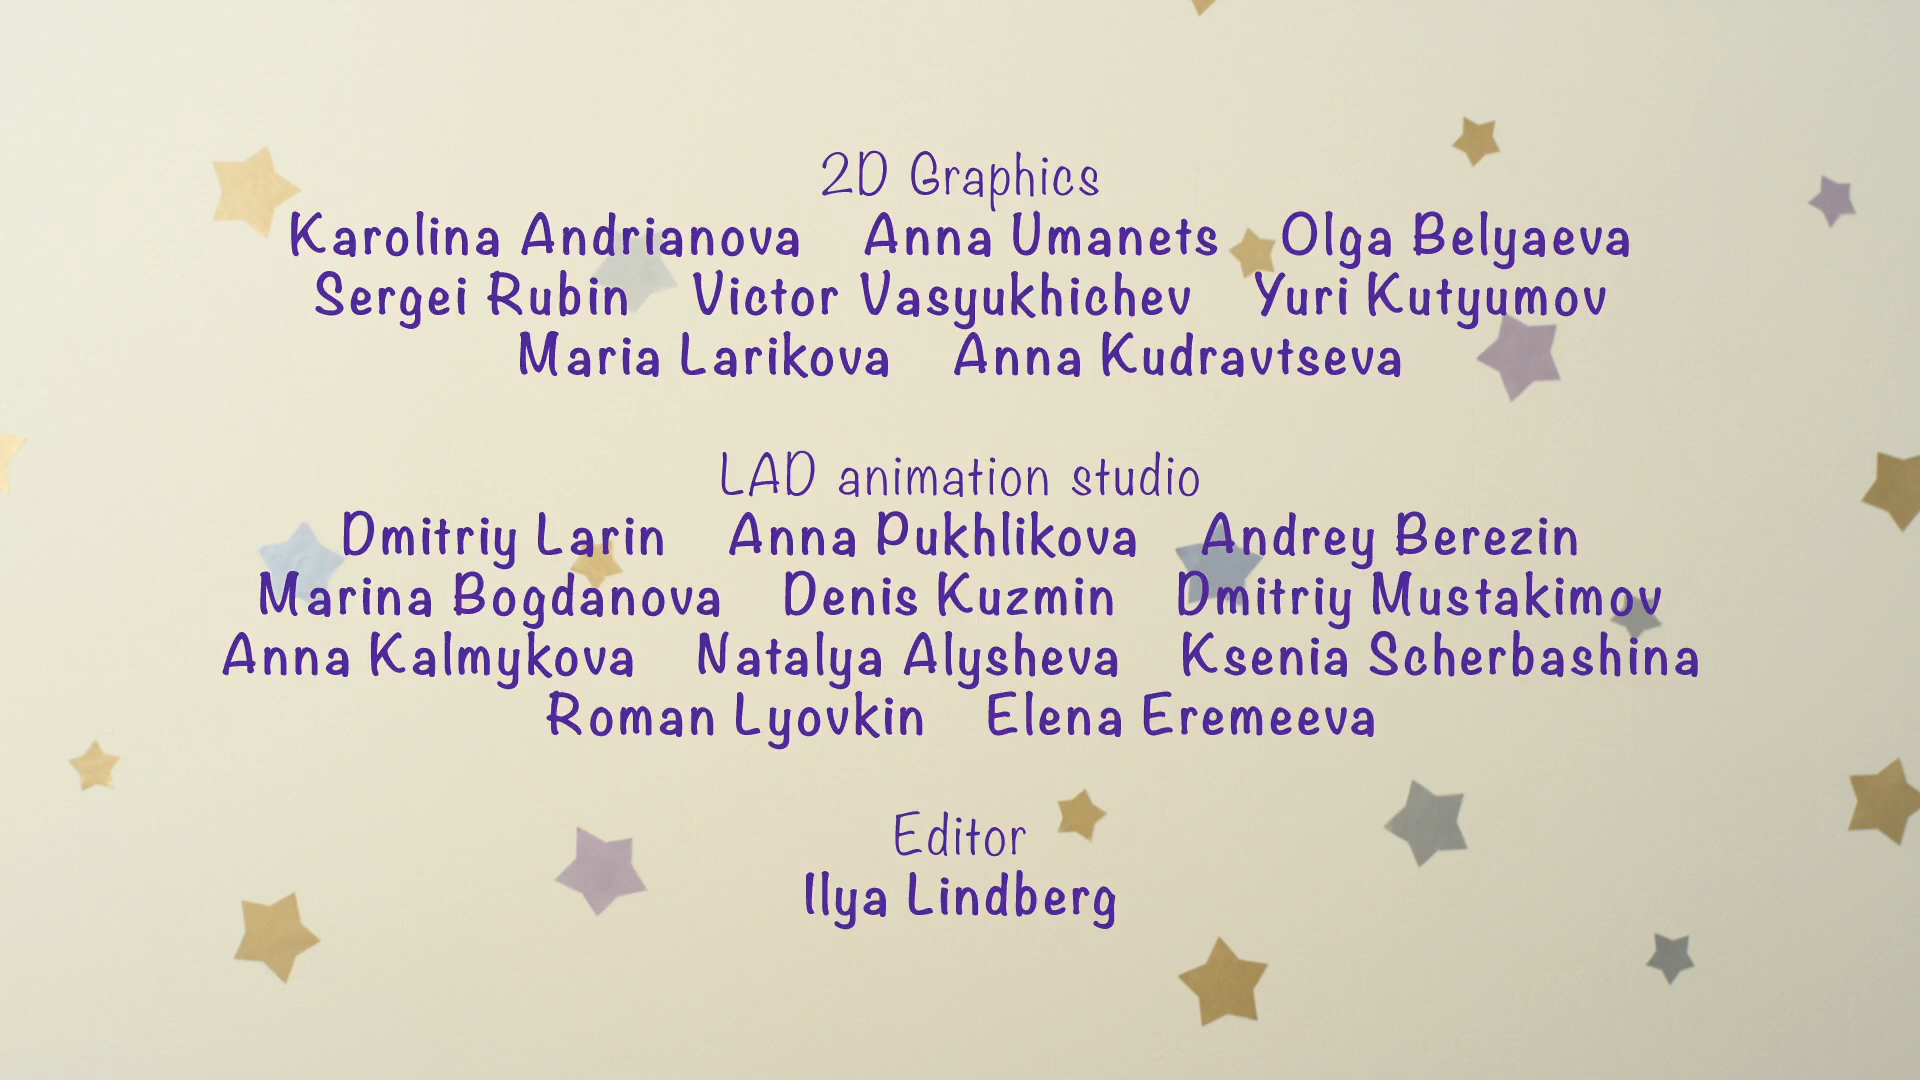 2D Graphics
Karolina Andrianova Anna Umanets Olga Belyaeva
Sergei Rubin Victor Vasyukhichev Yuri Kutyumov
Maria Larikova Anna Kudravtseva
LAD animation studio
Dmitriy Larin Anna Pukhlikova Andrey Berezin
Marina Bogdanova Denis Kuzmin Dmitriy Mustakimov
Anna Kalmykova Natalya Alysheva Ksenia Scherbashina
Roman Lyovkin Elena Eremeeva
Editor
Ilya Lindberg